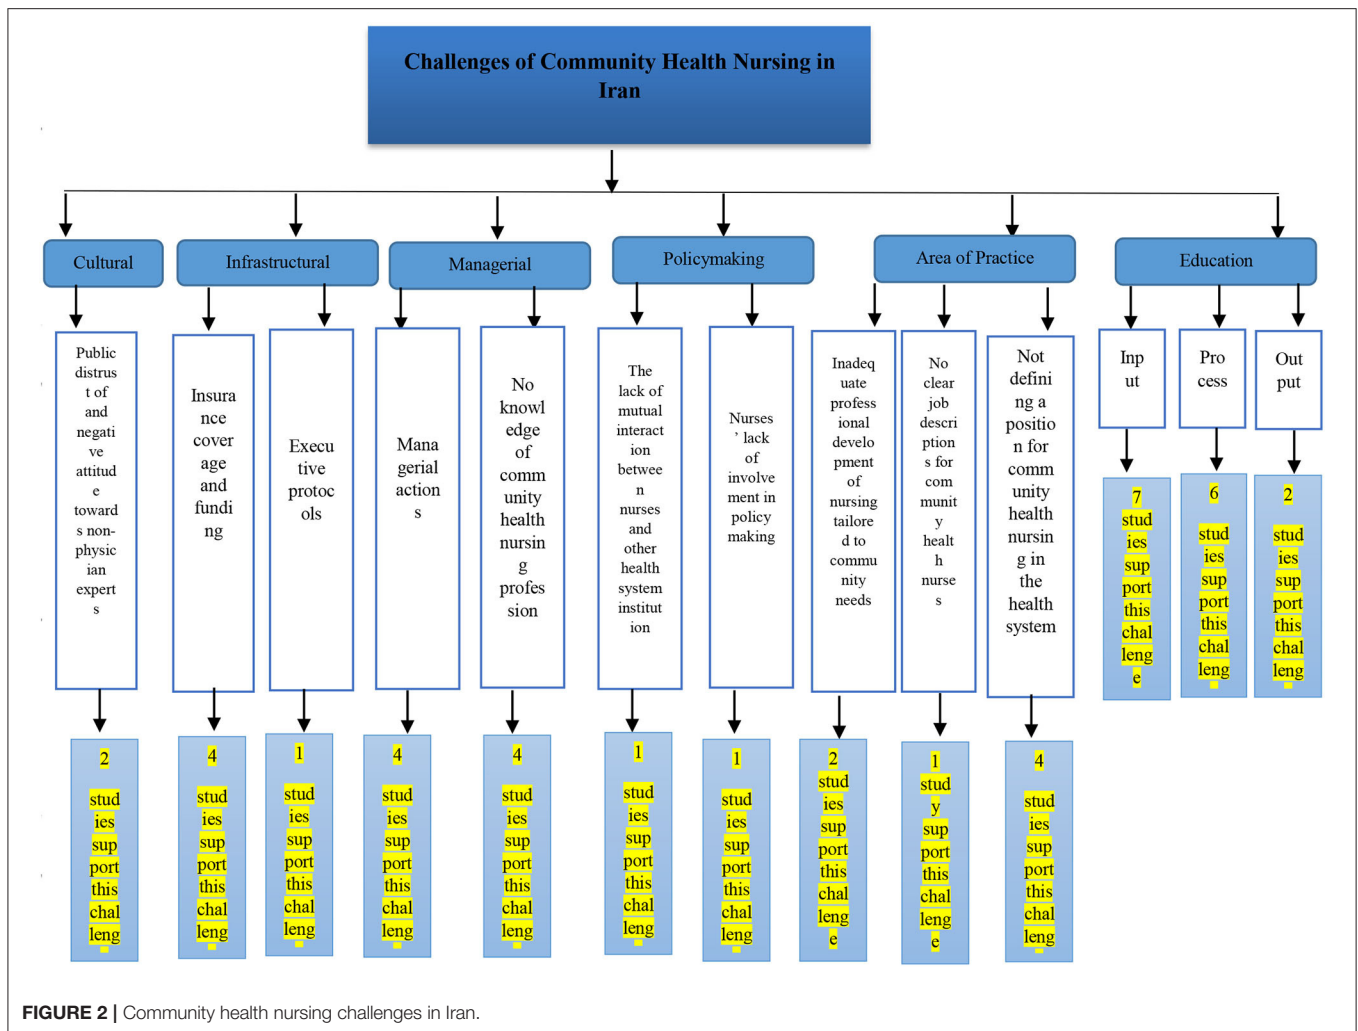 Challenges of Community Health Nursing in
Iran
Cultural
Infrastructural
Managerial
Policymaking
Area of Practice
Education
Public
distrus
t of
and
negati
ve
attitud
e
toward
s non-
physic
ian
expert
s
Insura
nce
cover
age and
fundi
ng
Execu
tive
protoc
ols
Mana
gerial
action
s
No
knowl
edge of
comm
unity
health
nursin
g
profes
sion
The
lack of
mutual
interact
ion
betwee
n
nurses
and
other
health
system
institut
ion
Nurses
’ lack
of
involve
ment in
policy
making
Inadeq
uate
profess
ional
develo
pment
of
nursing
tailore
d to
commu
nity
needs
No
clear
job
descri
ption
s for
com
munit
y
healt
h
nurse
s
Not
defini
ng a
positio
n for
comm
unity
health
nursin
g in
the
health
system
Inp
ut
Pro
cess
Out
put
7
stud
ies
sup
port
this
chal
leng
e
6
stud
ies
sup
port
this
chal
leng
2
stud
ies
sup
port
this
chal
leng
2
stud
ies
sup
port
this
chal
leng
4
stud
ies
sup
port
this
chal
leng
1
stud
ies
sup
port
this
chal
leng
4
stud
ies
sup
port
this
chal
leng
4
stud
ies
sup
port
this
chal
leng
1
stud
ies
sup
port
this
chal
leng
1
stud
ies
sup
port
this
chal
leng
2
stud
ies
sup
port
this
chal
leng
e
1
stud
y
sup
port
this
chal
leng
e
4
stud
ies
sup
port
this
chal
leng
FIGURE 2 | Community health nursing challenges in Iran.